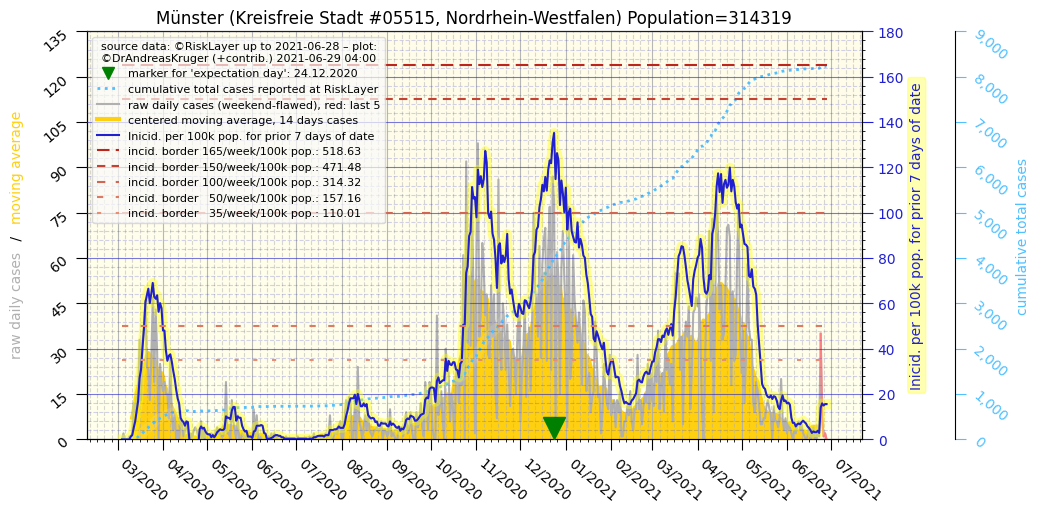 Münster (Kreisfreie Stadt #05515, Nordrhein-Westfalen) Population=314319
source data: ©RiskLayer up to 2021-06-28 – plot:
©DrAndreasKruger (+contrib.) 2021-06-29 04:00
marker for 'expectation day': 24.12.2020
cumulative total cases reported at RiskLayer
raw daily cases (weekend-flawed), red: last 5
centered moving average, 14 days cases
Inicid. per 100k pop. for prior 7 days of date
incid. border 165/week/100k pop.: 518.63
incid. border 150/week/100k pop.: 471.48
incid. border 100/week/100k pop.: 314.32
incid. border 50/week/100k pop.: 157.16
incid. border 35/week/100k pop.: 110.01
raw daily cases / moving average
135
120
105
90
75
60
45
30
15
0
03/2020
04/2020
05/2020
06/2020
07/2020
08/2020
09/2020
10/2020
11/2020
12/2020
01/2021
02/2021
03/2021
04/2021
05/2021
06/2021
07/2021
180
160
140
120
100
80
60
40
20
0
Inicid. per 100k pop. for prior 7 days of date
9,000
8,000
7,000
6,000
5,000
4,000
3,000
2,000
1,000
0
cumulative total cases